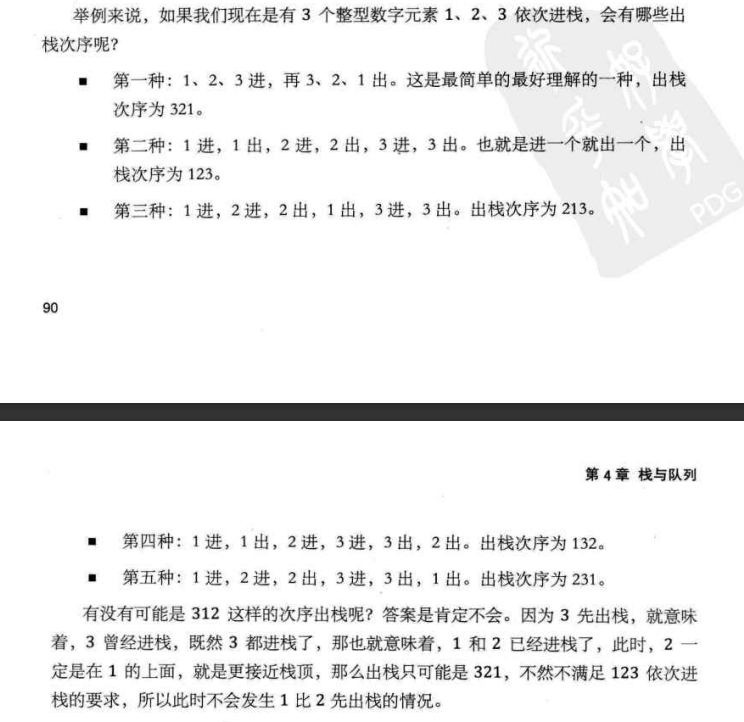 举例来说，如果我们现在是有 3 个整型数字元素 1、2、3 依次进栈，会有哪些出
栈次序呢？
■ 第一种：1、2、3 进，再 3、2、1 出。这是最简单的最好理解的一种，出栈
次序为 321。
■ 第二种：1 进，1 出，2 进，2 出，3 进，3 出。也就是进一个就出一个，出
栈次序为 123。
■ 第三种：1 进，2 进，2 出，1 出，3 进，3 出。出栈次序为 213。
PDG
90
第 4 章 栈与队列
■ 第四种：1 进，1 出，2 进，3 进，3 出，2 出。出栈次序为 132。
■ 第五种：1 进，2 进，2 出，3 进，3 出，1 出。出栈次序为 231。
有没有可能是 312 这样的次序出栈呢？答案是肯定不会。因为 3 先出栈，就意味
着，3 曾经进栈，既然 3 都进栈了，那也就意味着，1 和 2 已经进栈了，此时，2 一
定是在 1 的上面，就是更接近栈顶，那么出栈只可能是 321，不然不满足 123 依次进
栈的要求，所以此时不会发生 1 比 2 先出栈的情况。